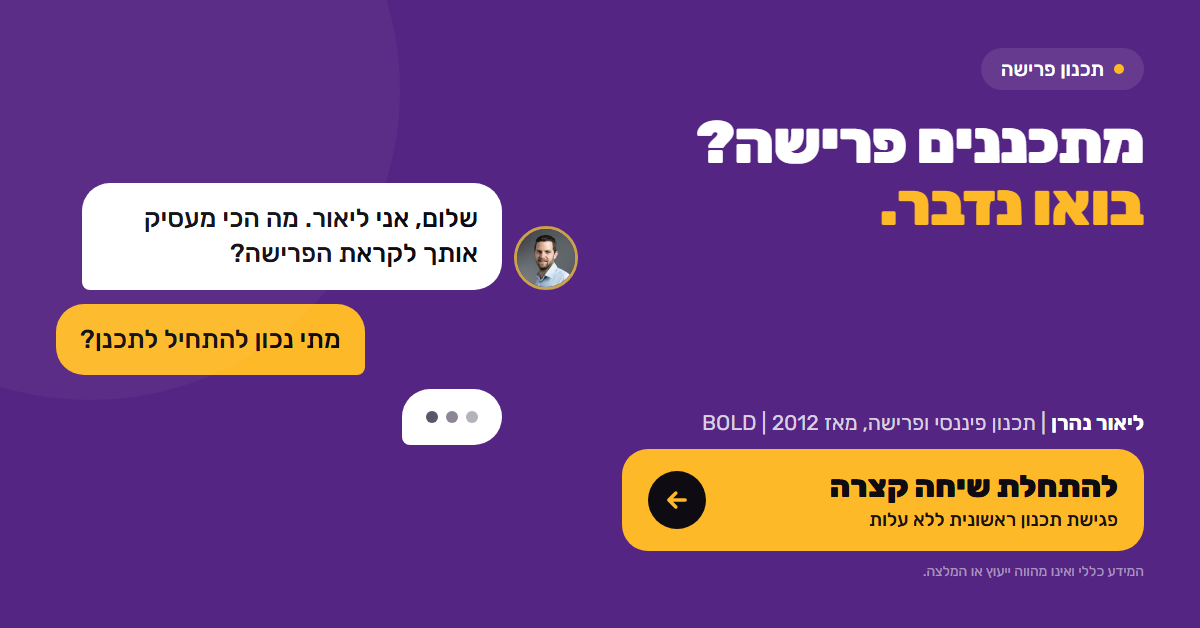 תכנון פרישה
מתכננים פרישה?
בואו נדבר.
שלום, אני ליאור. מה הכי מעסיק
אותך לקראת הפרישה?
מתי נכון להתחיל לתכנן?
ליאור נהרן | תכנון פיננסי ופרישה, מאז 2012 | BOLD
להתחלת שיחה קצרה
פגישת תכנון ראשונית ללא עלות
המידע כללי ואינו מהווה ייעוץ או המלצה.